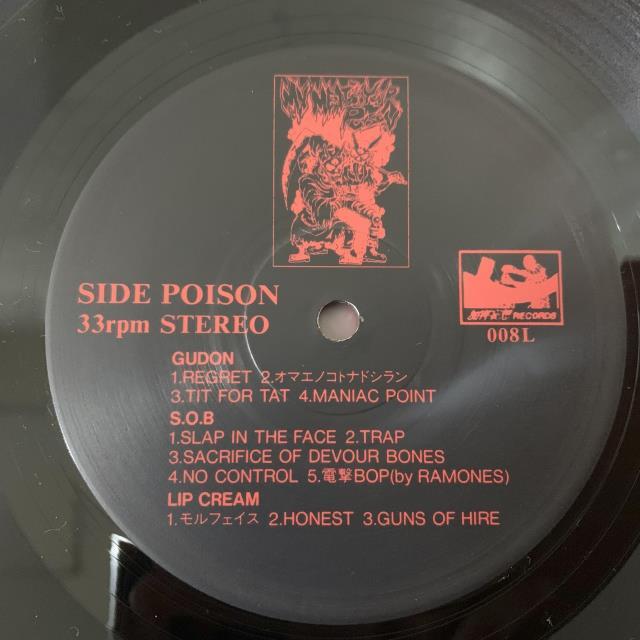 SIDE POISON
33rpm STEREO
RECORDS
008L
GUDON
1.REGRET 2.オマエノコトナドシラン
3.TIT FOR TAT 4.MANIAC POINT
S.O.B
1.SLAP IN THE FACE 2.TRAP
3.SACRIFICE OF DEVOUR BONES
4.NO CONTROL 5.電撃BOP(by RAMONES)
LIP CREAM
1.モルフェイス 2.HONEST 3.GUNS OF HIRE